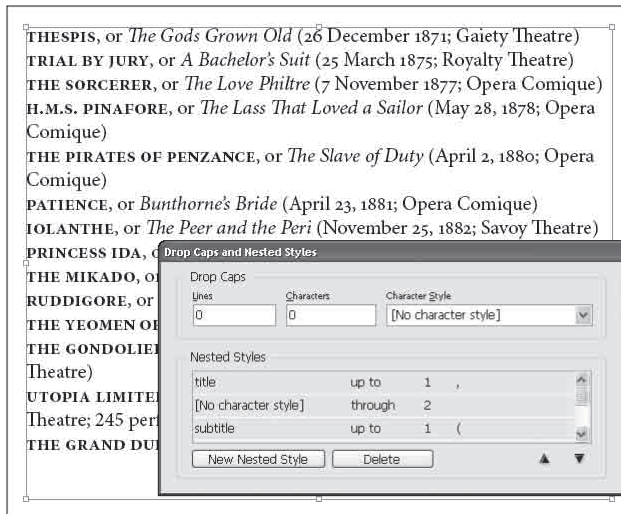 THESPIS, or The Gods Grown Old (26 December 1871; Gaiety Theatre)
TRIAL BY JURY, or A Bachelor's Suit (25 March 1875; Royalty Theatre)
THE SORCERER, or The Love Philtre (7 November 1877; Opera Comique)
H.M.S. PINAFORE, or The Lass That Loved a Sailor (May 28, 1878; Opera
Comique)
THE PIRATES OF PENZANCE, or The Slave of Duty (April 2, 1880; Opera
Comique)
PATIENCE, or Bunthorne's Bride (April 23, 1881; Opera Comique)
IOLANTHE, or The Peer and the Peri (November 25, 1882; Savoy Theatre)
PRINCESS IDA,
THE MIKADO,
RUDDIGORE, or
THE YEOMEN
THE
Theatre)
UTOPIA
Theatre; 245
THE GRAND
Drop Caps and Nested Styles
Drop Caps
Lines Characters Character Style
0 0 [No character style]
Nested Styles
title up to 1 ,
[No character style] through 2
subtitle up to 1 (
New Nested Style Delete